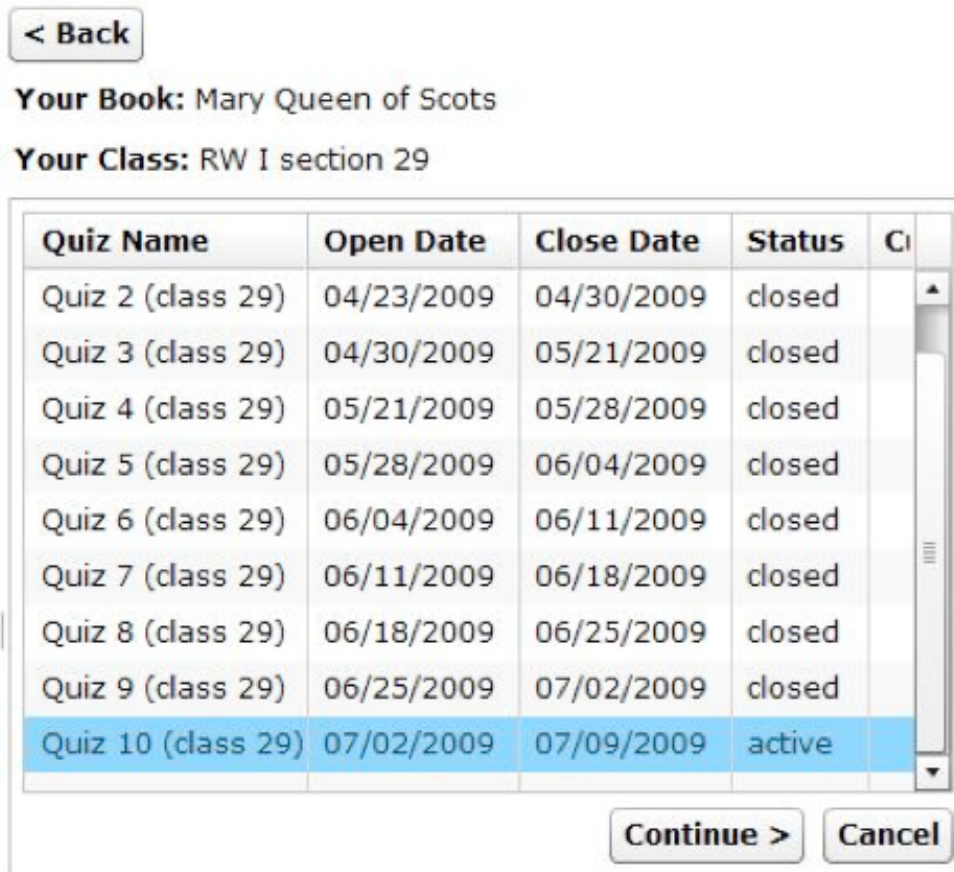 < Back
Your Book: Mary Queen of Scots
Your Class: RW I section 29
Quiz Name Open Date Close Date Status
Quiz 2 (class 29) 04/23/2009 04/30/2009 closed
Quiz 3 (class 29) 04/30/2009 05/21/2009 closed
Quiz 4 (class 29) 05/21/2009 05/28/2009 closed
Quiz 5 (class 29) 05/28/2009 06/04/2009 closed
Quiz 6 (class 29) 06/04/2009 06/11/2009 closed
Quiz 7 (class 29) 06/11/2009 06/18/2009 closed
Quiz 8 (class 29) 06/18/2009 06/25/2009 closed
Quiz 9 (class 29) 06/25/2009 07/02/2009 closed
Quiz 10 (class 29) 07/02/2009 07/09/2009 active
Continue > Cancel